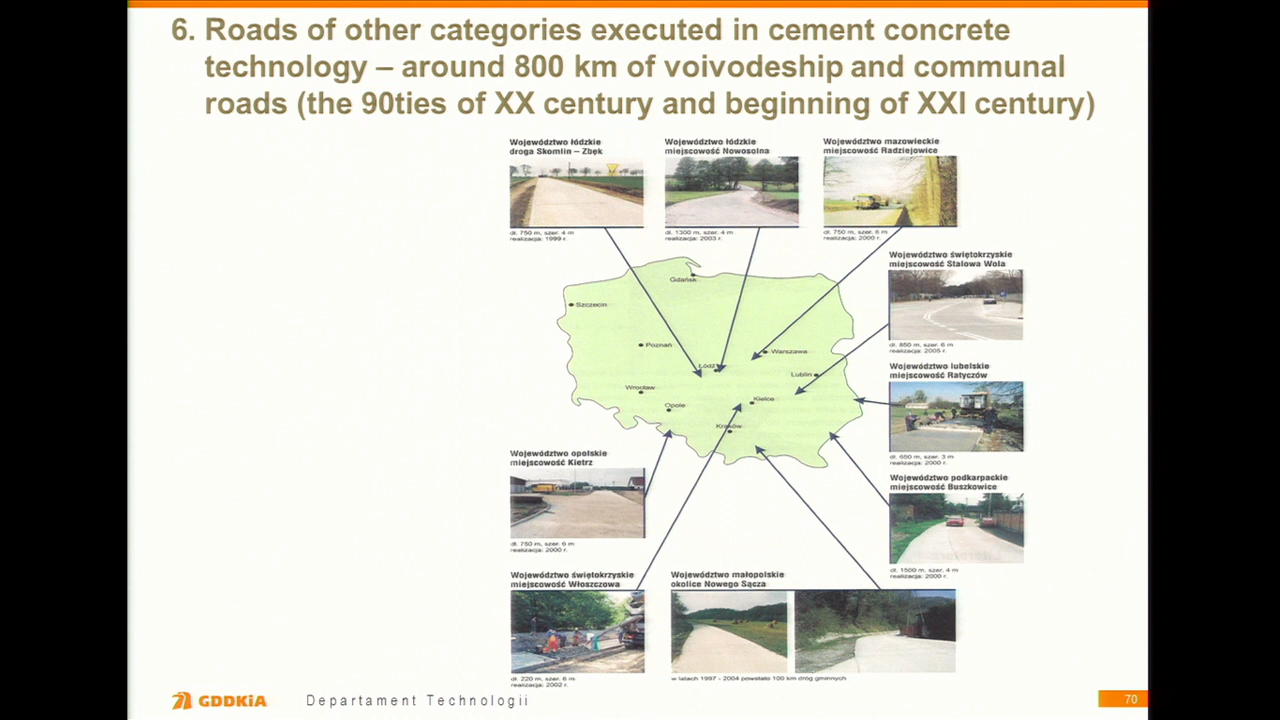 6. Roads of other categories executed in cement concrete
technology – around 800 km of voivodeship and communal
roads (the 90ties of XX century and beginning of XXI century)
Województwo łódzkie
droga Skomlin – Zbęk
dł. 750 m, szer. 4 m
realizacja: 1999 r.
Województwo łódzkie
miejscowość Nowosolna
dł. 1300 m, szer. 4 m
realizacja: 2003 r.
Województwo mazowieckie
miejscowość Radziejowice
dł. 750 m, szer. 6 m
realizacja: 2000 r.
Województwo świętokrzyskie
miejscowość Stalowa Wola
dł. 850 m, szer. 6 m
realizacja: 2005 r.
Województwo lubelskie
miejscowość Ratyczów
dł. 650 m, szer. 3 m
realizacja: 2000 r.
Województwo podkarpackie
miejscowość Buszkowice
dł. 1500 m, szer. 4 m
realizacja: 2000 r.
Gdańsk
Szczecin
Poznań
Warszawa
Łódź
Lublin
Wrocław
Kielce
Opole
Kraków
Województwo opolskie
miejscowość Kietrz
dł. 750 m, szer. 6 m
realizacja: 2000 r.
Województwo świętokrzyskie
miejscowość Włoszczowa
dł. 220 m, szer. 6 m
realizacja: 2002 r.
Województwo małopolskie
okolice Nowego Sącza
w latach 1997 - 2004 powstało 100 km dróg gminnych
GDDKiA
Departament Technologii
70